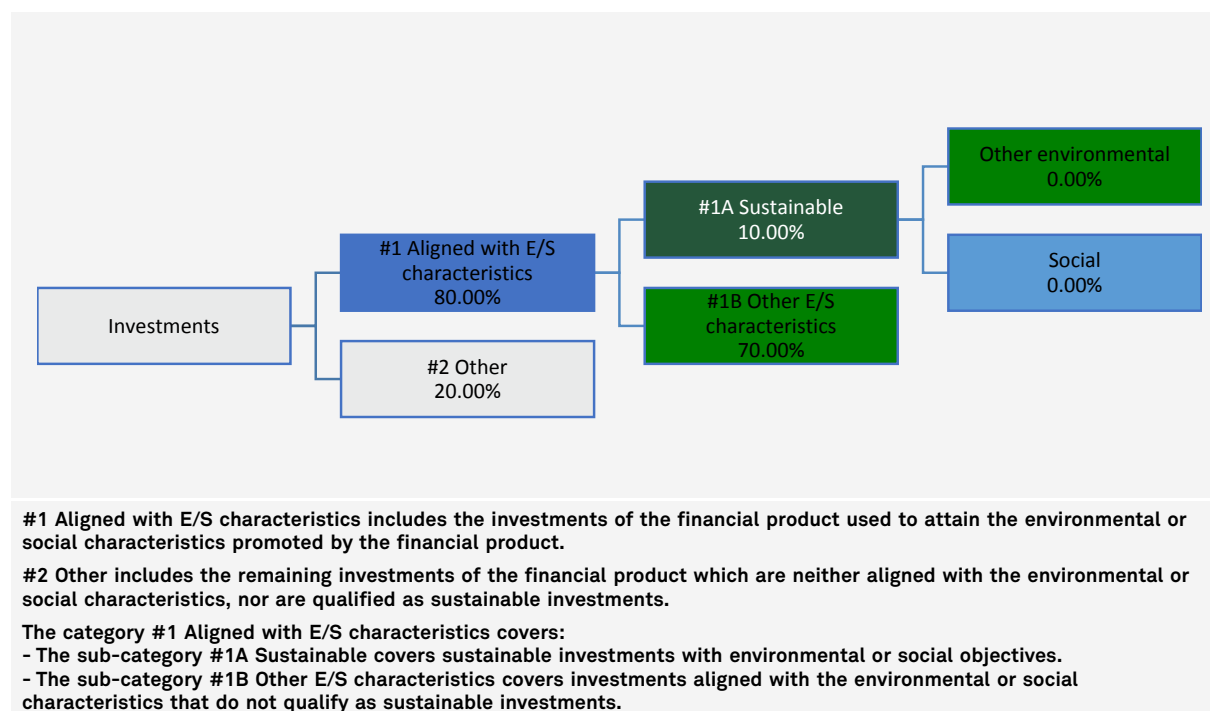 Investments
#1 Aligned with E/S
characteristics
80.00%
#2 Other
20.00%
#1A Sustainable
10.00%
#1B Other E/S
characteristics
70.00%
Other environmental
0.00%
Social
0.00%
#1 Aligned with E/S characteristics includes the investments of the financial product used to attain the environmental or
social characteristics promoted by the financial product.
#2 Other includes the remaining investments of the financial product which are neither aligned with the environmental or
social characteristics, nor are qualified as sustainable investments.
The category #1 Aligned with E/S characteristics covers:
- The sub-category #1A Sustainable covers sustainable investments with environmental or social objectives.
- The sub-category #1B Other E/S characteristics covers investments aligned with the environmental or social
characteristics that do not qualify as sustainable investments.